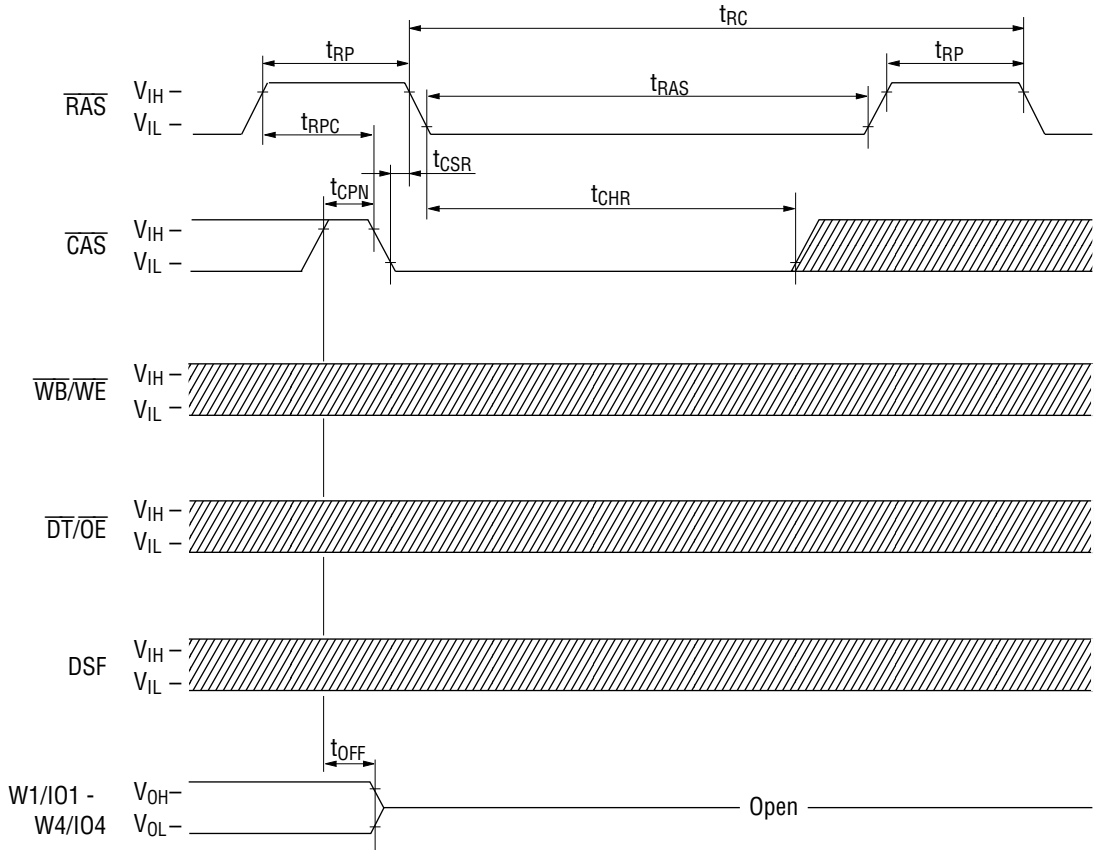 tRC
tRP
tRP
RAS
VIH –
VIL –
tRAS
tRPC
tCSR
tCPN
tCHR
CAS
VIH –
VIL –
WB/WE
VIH –
VIL –
DT/OE
VIH –
VIL –
DSF
VIH –
VIL –
tOFF
W1/IO1 -
W4/IO4
VOH–
VOL –
Open